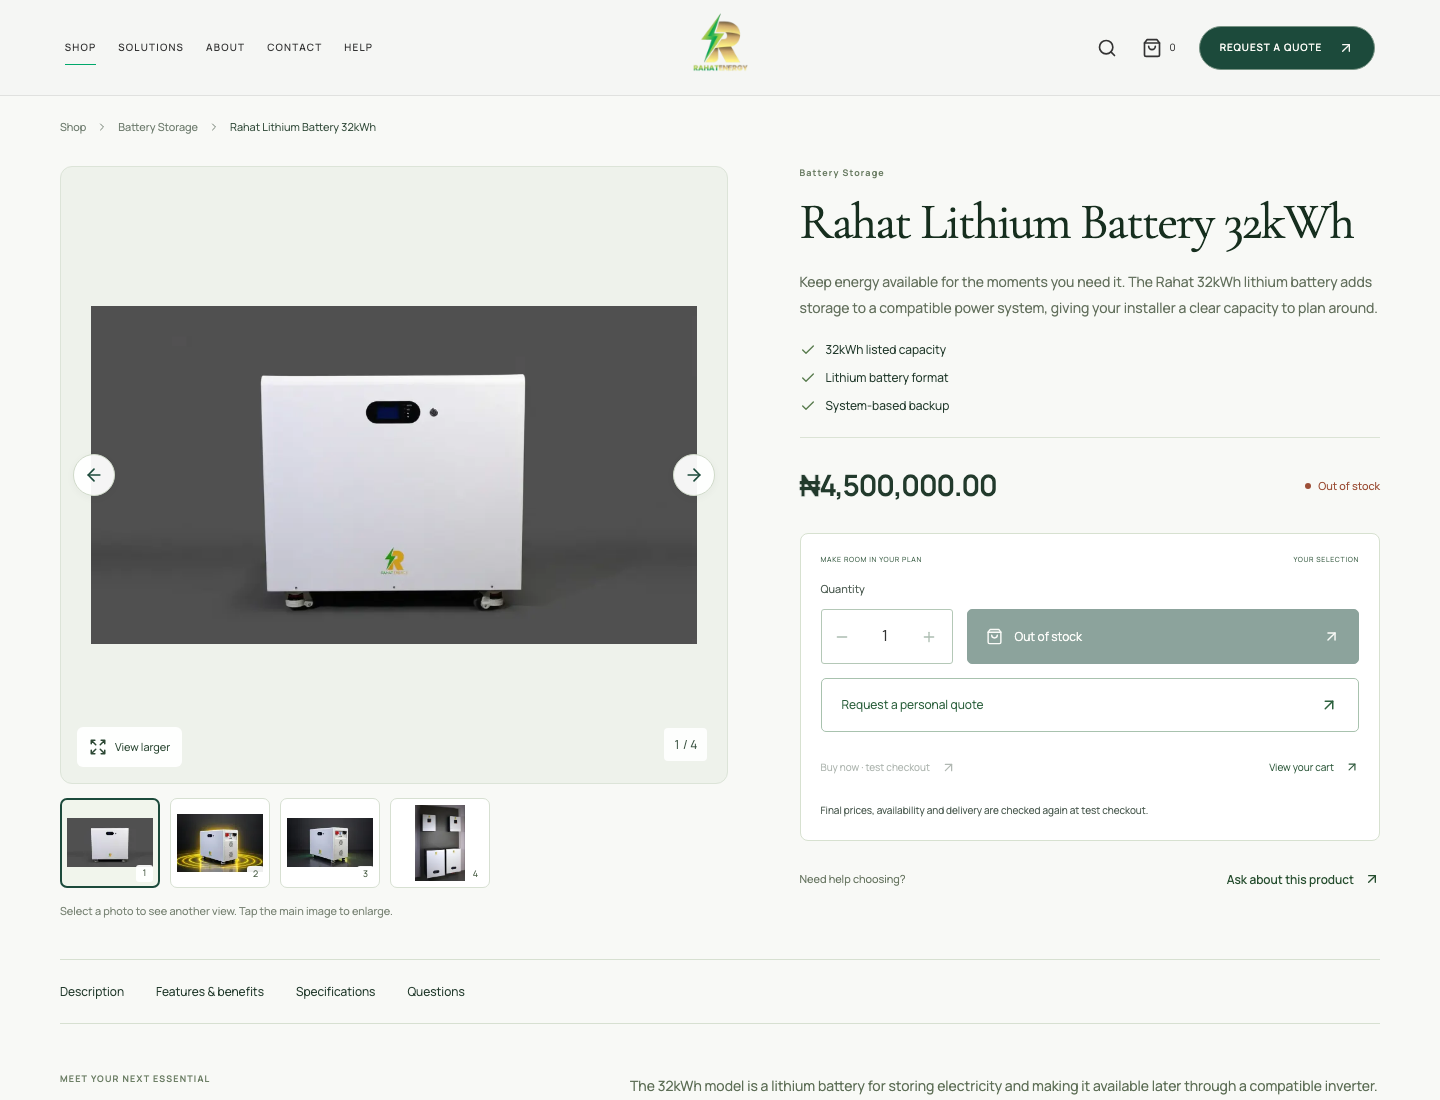 SHOP SOLUTIONS ABOUT CONTACT HELP
RAHATENERGY
0
REQUEST A QUOTE
Shop
Battery Storage
Rahat Lithium Battery 32kWh
View larger
1 / 4
1
2
3
4
Select a photo to see another view. Tap the main image to enlarge.
Battery Storage
Rahat Lithium Battery 32kWh
Keep energy available for the moments you need it. The Rahat 32kWh lithium battery adds
storage to a compatible power system, giving your installer a clear capacity to plan around.
32kWh listed capacity
Lithium battery format
System-based backup
₦4,500,000.00
Out of stock
MAKE ROOM IN YOUR PLAN
YOUR SELECTION
Quantity
1
Out of stock
Request a personal quote
Buy now · test checkout
View your cart
Final prices, availability and delivery are checked again at test checkout.
Need help choosing?
Ask about this product
Description Features & benefits Specifications Questions
MEET YOUR NEXT ESSENTIAL
The 32kWh model is a lithium battery for storing electricity and making it available later through a compatible inverter.